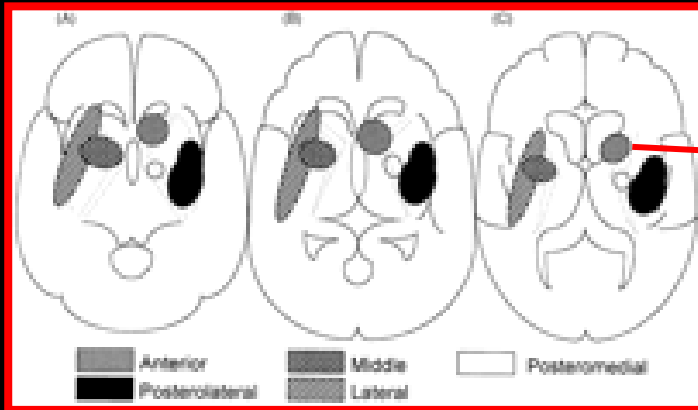 (A) (B) (C)
Anterior Middle Posteromedial
Posterolateral Lateral